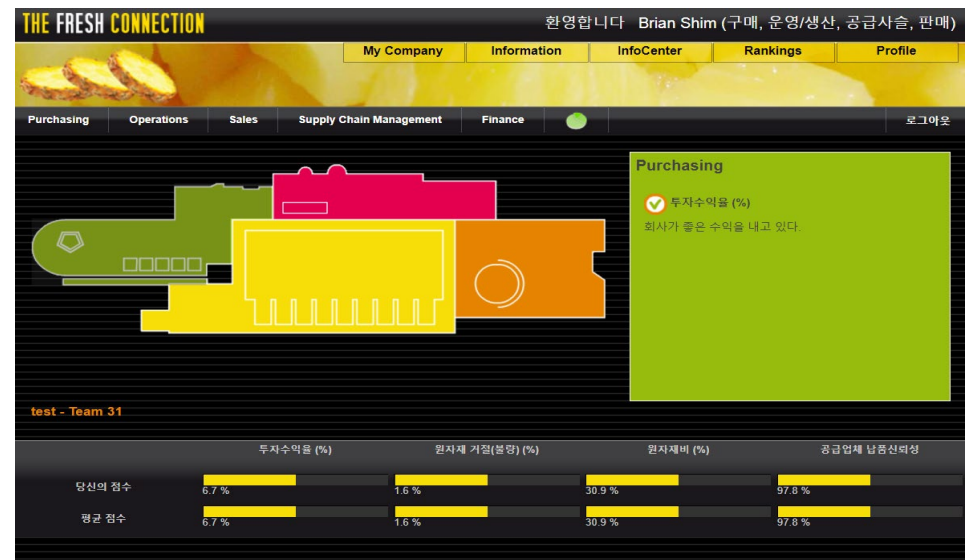 THE FRESH CONNECTION
환영합니다 Brian Shim (구매, 운영/생산, 공급사슬, 판매)
My Company Information InfoCenter Rankings Profile
Purchasing Operations Sales Supply Chain Management Finance 로그아웃
Purchasing
투자수익율 (%)
회사가 좋은 수익을 내고 있다.
test - Team 31
투자수익율 (%) 원자재 거절(불량) (%) 원자재비 (%) 공급업체 납품신뢰성
당신의 점수 6.7 % 1.6 % 30.9 % 97.8 %
평균 점수 6.7 % 1.6 % 30.9 % 97.8 %